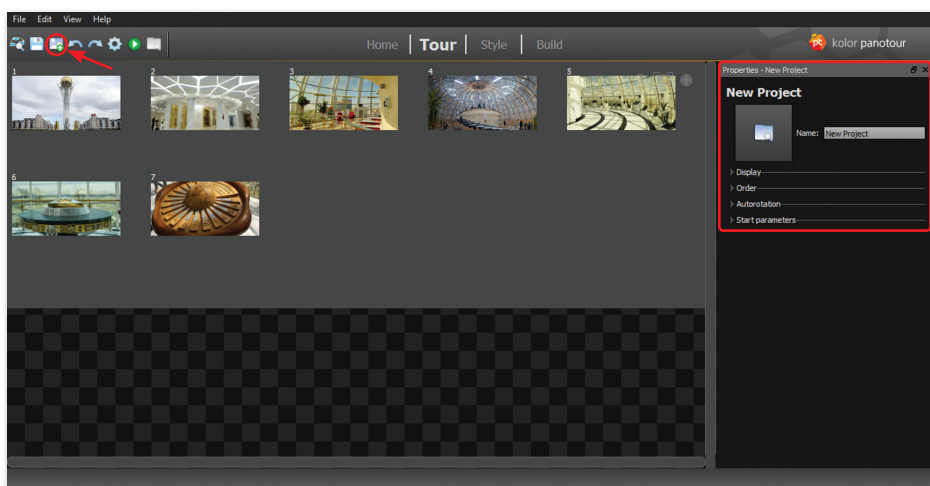 File Edit View Help
Home Tour Style Build
pt kolor panotour
Properties - New Project
New Project
Name: New Project
Display
Order
Autorotation
Start parameters
1 2 3 4 5
6 7